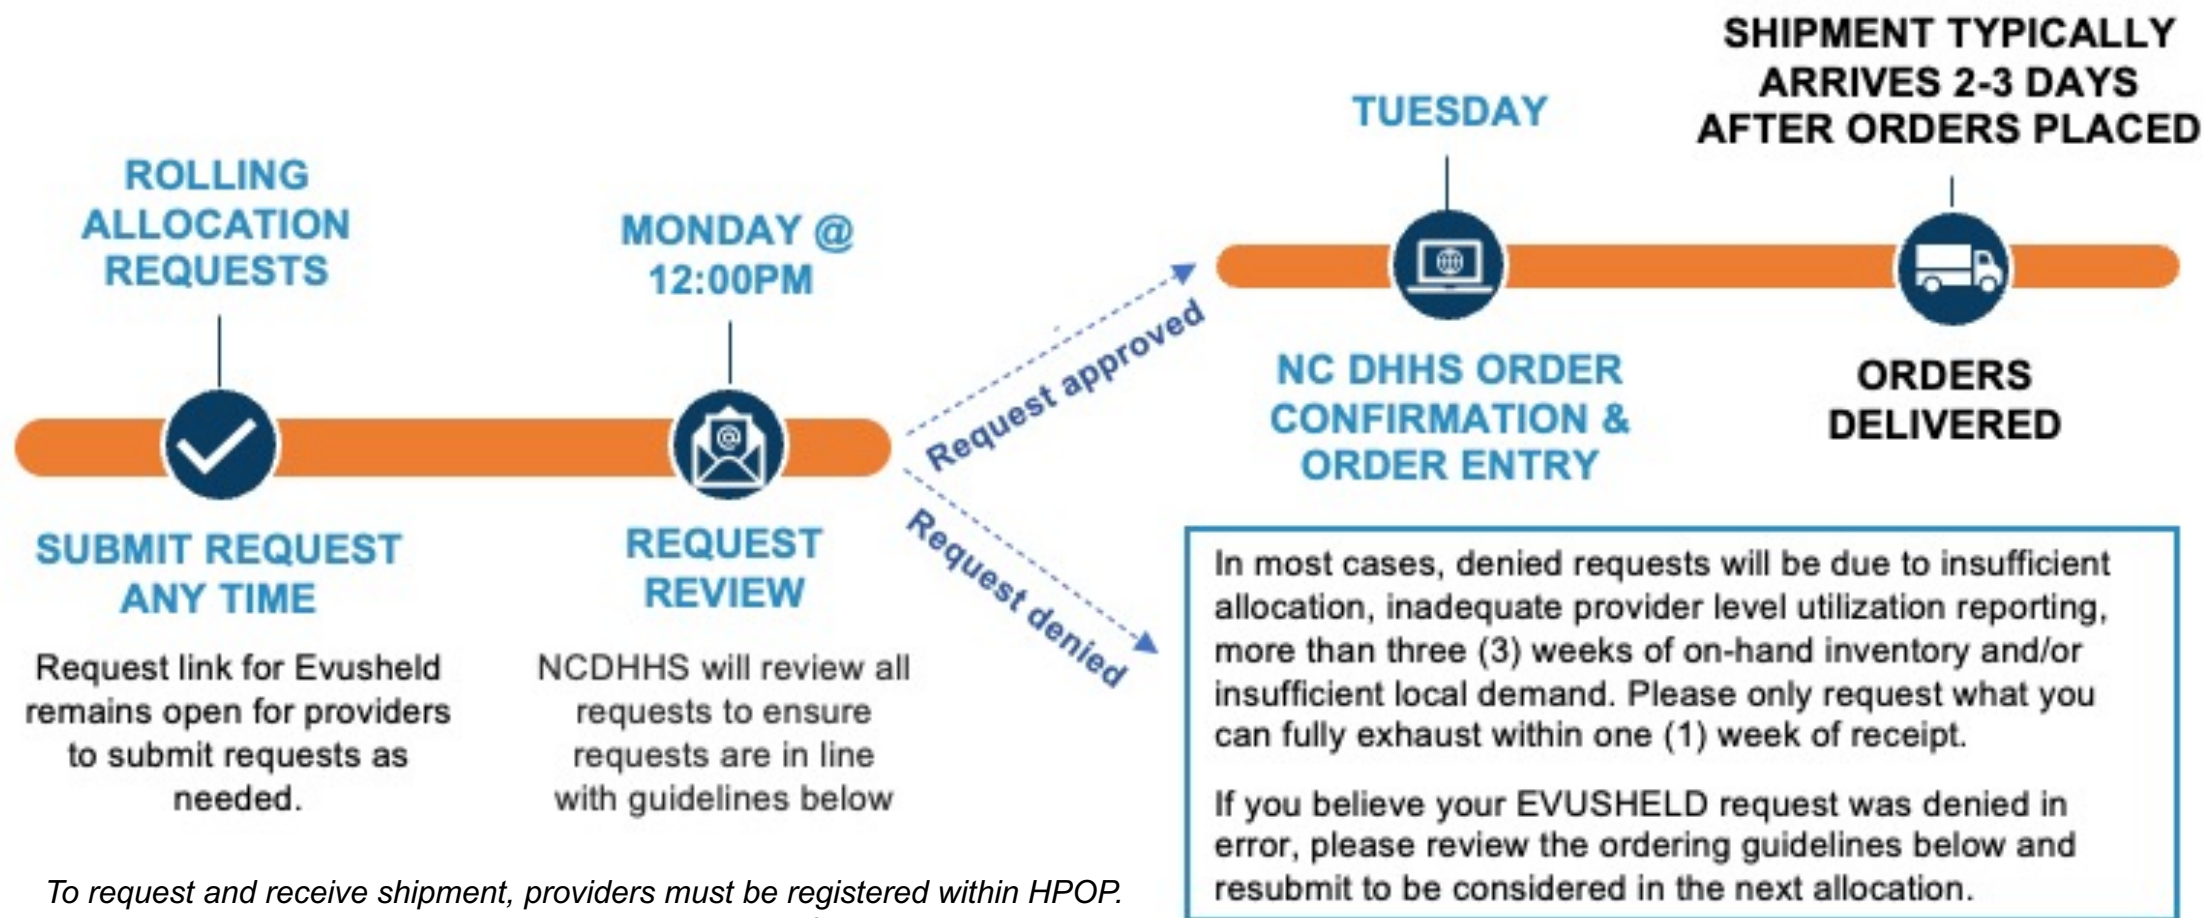 ROLLING
ALLOCATION
REQUESTS
SUBMIT REQUEST
ANY TIME
Request link for Evusheld
remains open for providers
to submit requests as
needed.
MONDAY @
12:00PM
@
REQUEST
REVIEW
NCDHHS will review all
requests to ensure
requests are in line
with guidelines below
Request approved
Request denied
TUESDAY
NC DHHS ORDER
CONFIRMATION &
ORDER ENTRY
SHIPMENT TYPICALLY
ARRIVES 2-3 DAYS
AFTER ORDERS PLACED
ORDERS
DELIVERED
In most cases, denied requests will be due to insufficient
allocation, inadequate provider level utilization reporting,
more than three (3) weeks of on-hand inventory and/or
insufficient local demand. Please only request what you
can fully exhaust within one (1) week of receipt.
If you believe your EVUSHELD request was denied in
error, please review the ordering guidelines below and
resubmit to be considered in the next allocation.
To request and receive shipment, providers must be registered within HPOP.